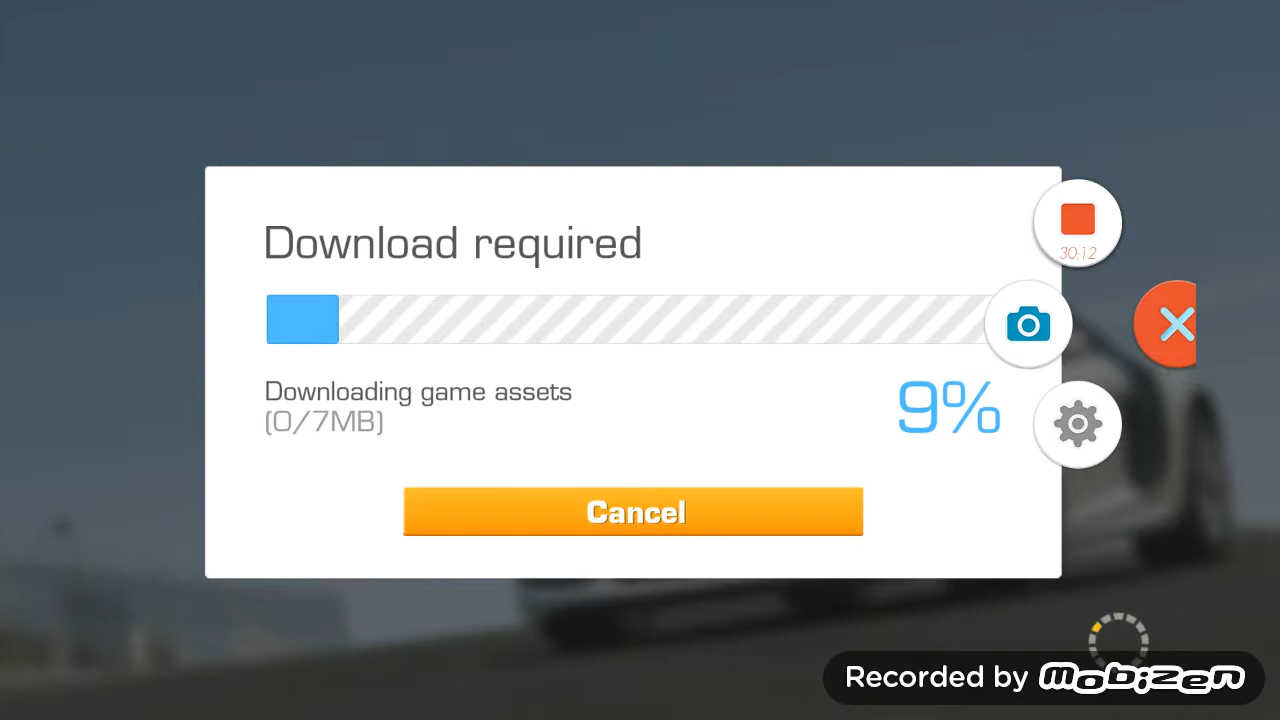 Download required
30:12
Downloading game assets
(0/7MB)
9%
Cancel
Recorded by mobizen